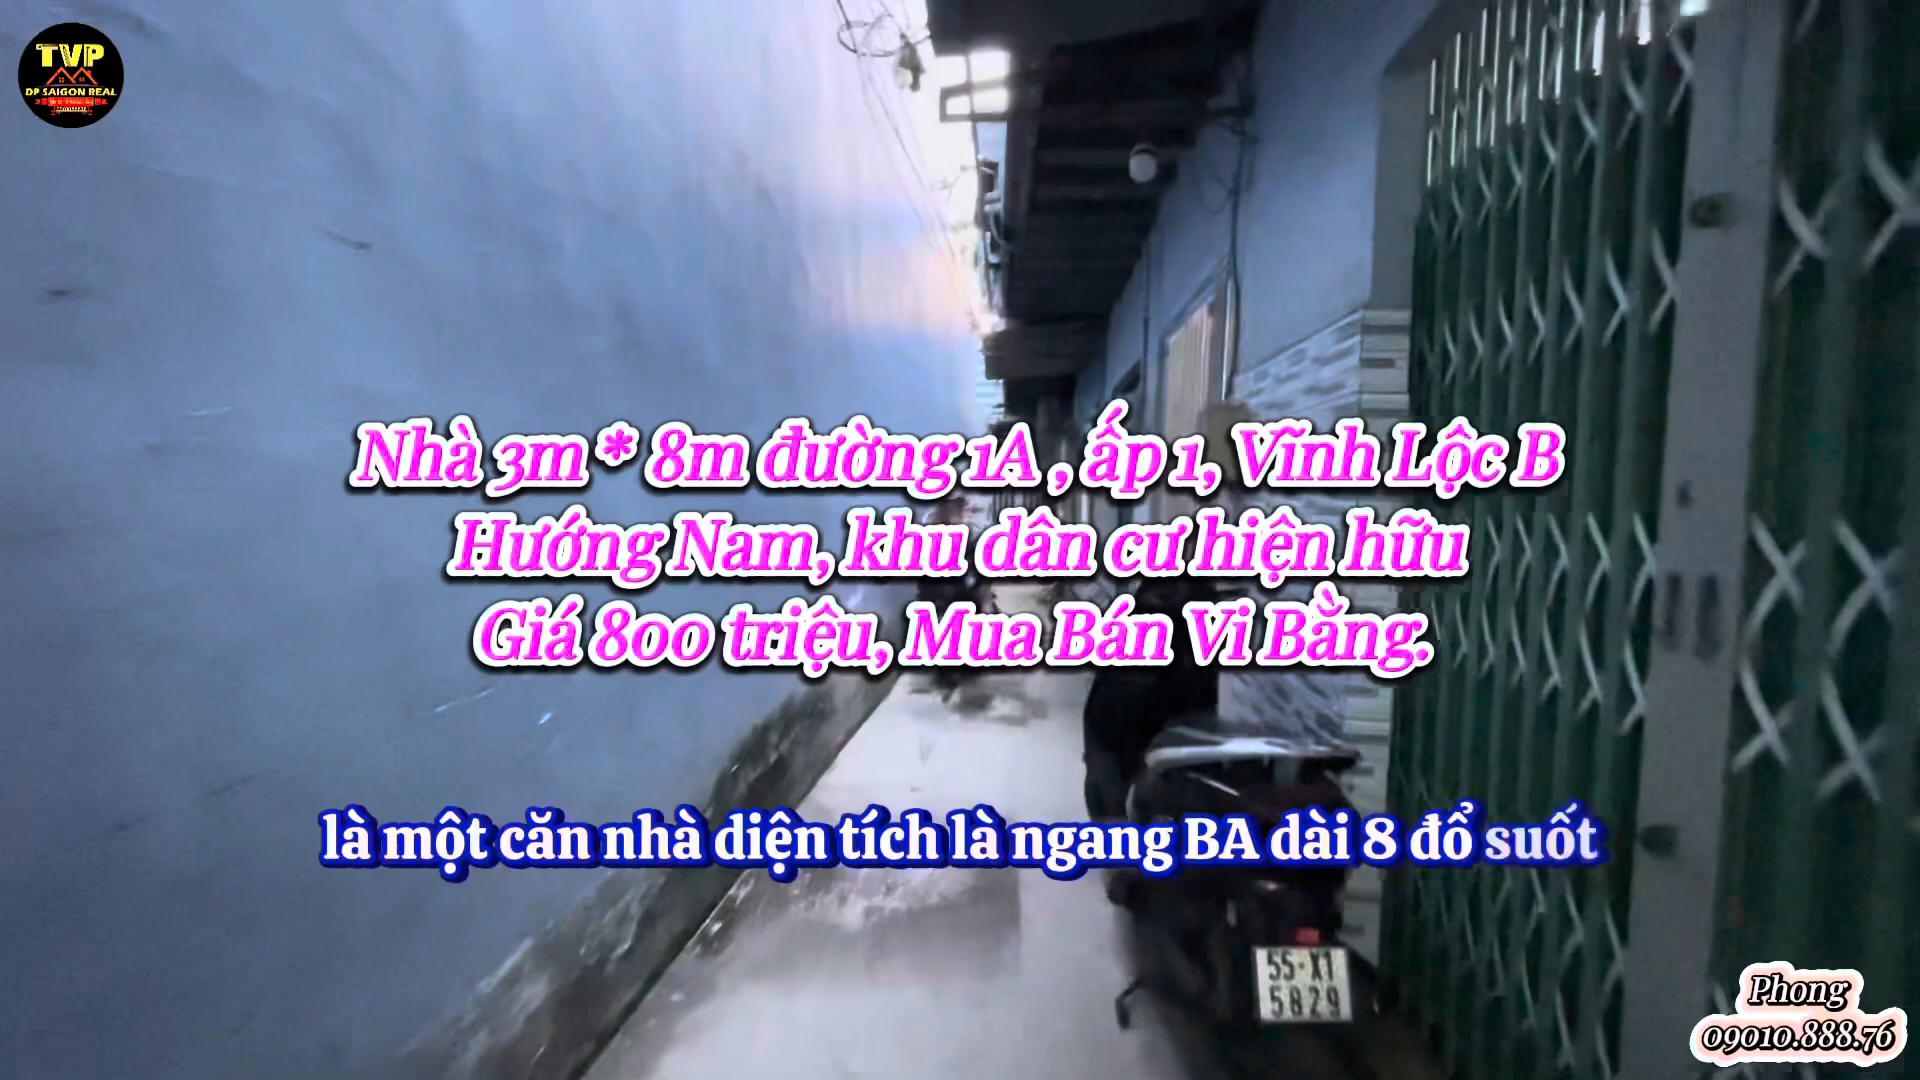 TVP
DP SAIGON REAL
Nhà 3m * 8m đường 1A , ấp 1, Vĩnh Lộc B
Hướng Nam, khu dân cư hiện hữu
Giá 800 triệu, Mua Bán Vi Bằng.
là một căn nhà diện tích là ngang BA dài 8 đổ suốt
55-X1
5829
Phong
09010.888.76